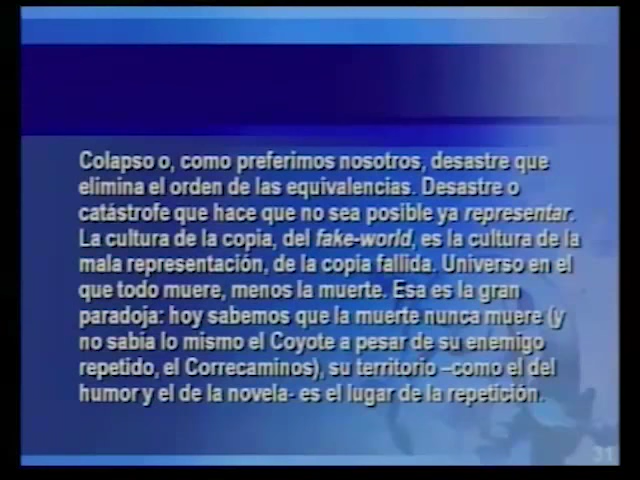 Colapso o, como preferimos nosotros, desastre que
elimina el orden de las equivalencias. Desastre o
catástrofe que hace que no sea posible ya representar.
La cultura de la copia, del fake-world, es la cultura de la
mala representación, de la copia fallida. Universo en el
que todo muere, menos la muerte. Esa es la gran
paradoja: hoy sabemos que la muerte nunca muere (y
no sabía lo mismo el Coyote a pesar de su enemigo
repetido, el Correcaminos), su territorio –como el del
humor y el de la novela- es el lugar de la repetición.
31